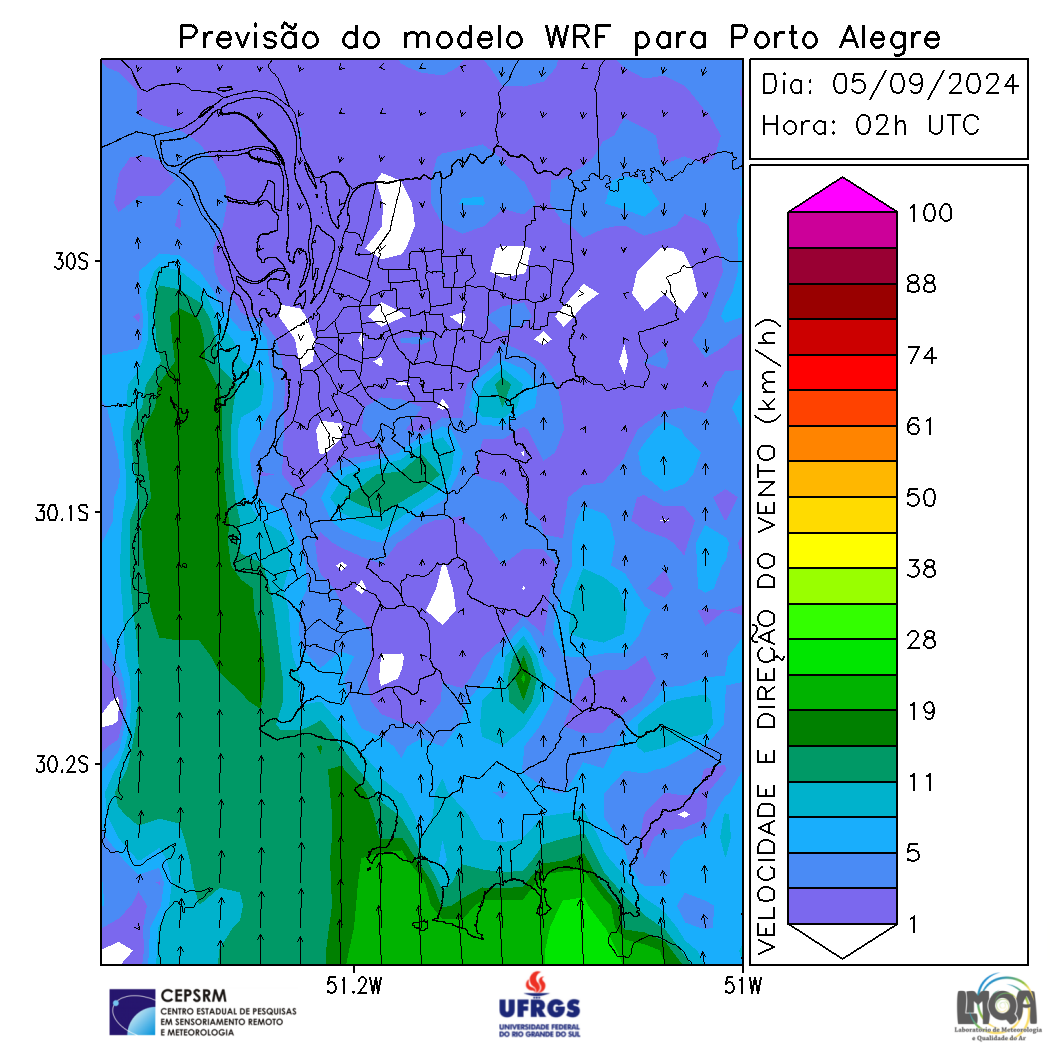 Previsão do modelo WRF para Porto Alegre
Dia: 05/09/2024
Hora: 02h UTC
30S
30.1S
30.2S
51.2W
51W
VELOCIDADE E DIREÇÃO DO VENTO (km/h)
100
88
74
61
50
38
28
19
11
5
1
CEPSRM
CENTRO ESTADUAL DE PESQUISAS
EM SENSORIAMENTO REMOTO
E METEOROLOGIA
UFRGS
UNIVERSIDADE FEDERAL
DO RIO GRANDE DO SUL
LMQA
Laboratório de Meteorologia
e Qualidade do Ar